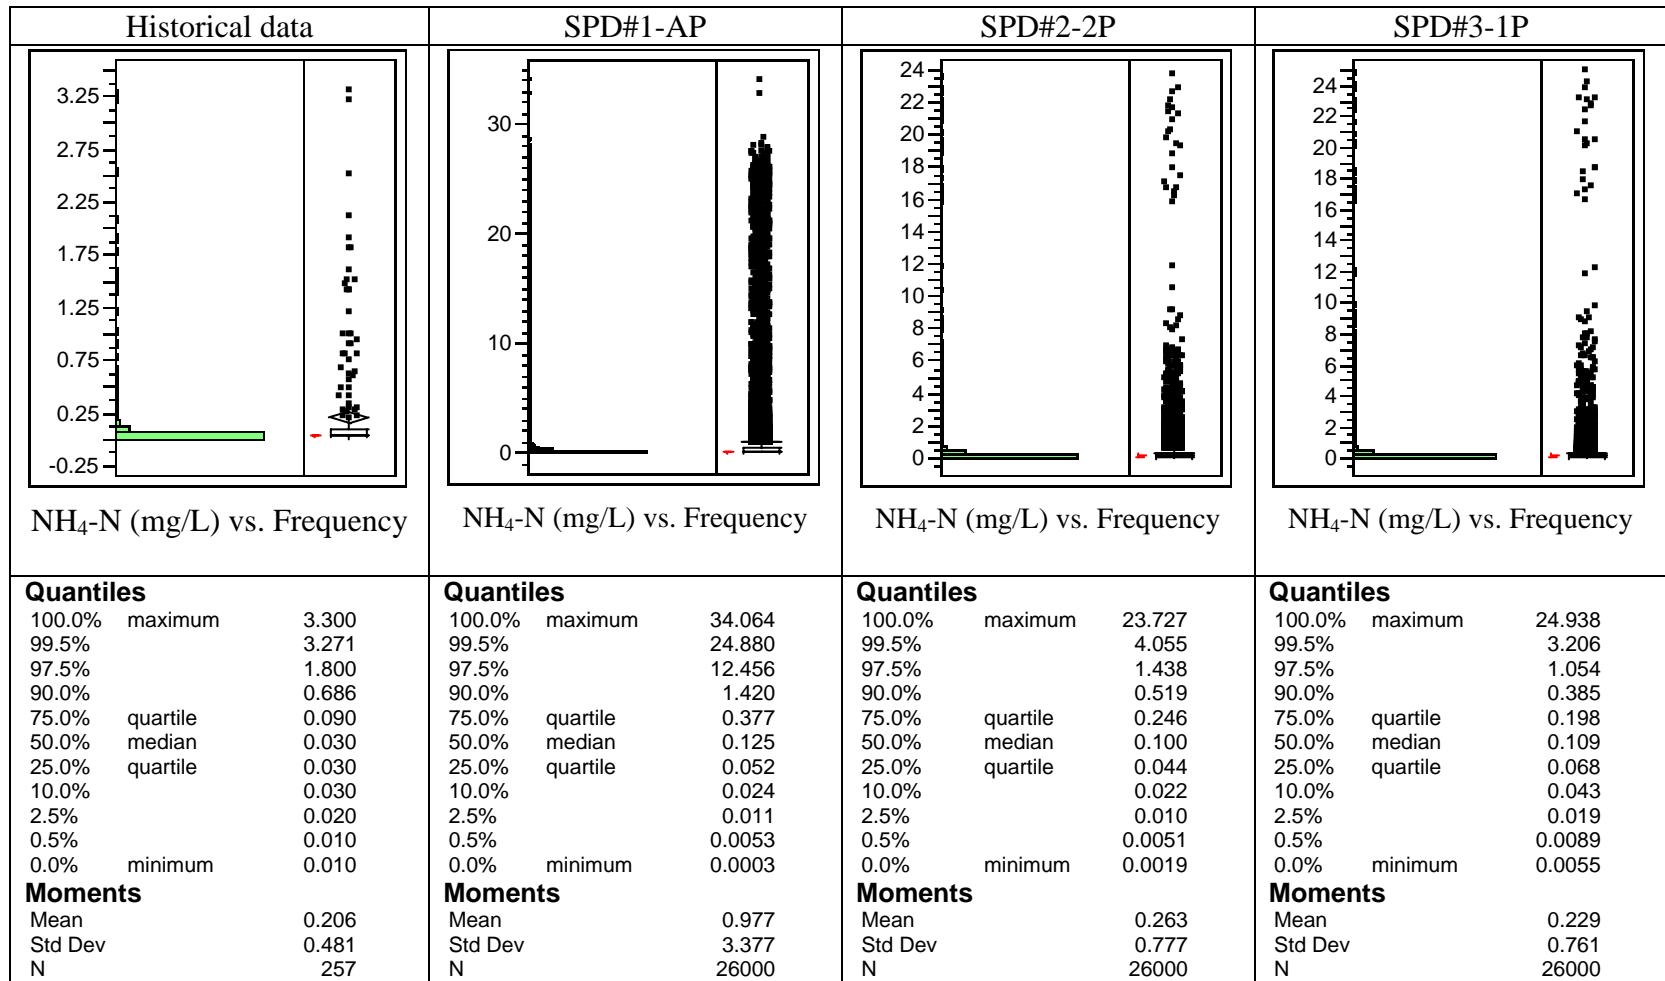 Historical data SPD#1-AP SPD#2-2P SPD#3-1P
3.25
2.75
2.25
1.75
1.25
0.75
0.25
-0.25
30
20
10
0
24
22
20
18
16
14
12
10
8
6
4
2
0
24
22
20
18
16
14
12
10
8
6
4
2
0
NH₄-N (mg/L) vs. Frequency NH₄-N (mg/L) vs. Frequency NH₄-N (mg/L) vs. Frequency NH₄-N (mg/L) vs. Frequency
Quantiles Quantiles Quantiles Quantiles
100.0% maximum 3.300 100.0% maximum 34.064 100.0% maximum 23.727 100.0% maximum 24.938
99.5% 3.271 99.5% 24.880 99.5% 4.055 99.5% 3.206
97.5% 1.800 97.5% 12.456 97.5% 1.438 97.5% 1.054
90.0% 0.686 90.0% 1.420 90.0% 0.519 90.0% 0.385
75.0% quartile 0.090 75.0% quartile 0.377 75.0% quartile 0.246 75.0% quartile 0.198
50.0% median 0.030 50.0% median 0.125 50.0% median 0.100 50.0% median 0.109
25.0% quartile 0.030 25.0% quartile 0.052 25.0% quartile 0.044 25.0% quartile 0.068
10.0% 0.030 10.0% 0.024 10.0% 0.022 10.0% 0.043
2.5% 0.020 2.5% 0.011 2.5% 0.010 2.5% 0.019
0.5% 0.010 0.5% 0.0053 0.5% 0.0051 0.5% 0.0089
0.0% minimum 0.010 0.0% minimum 0.0003 0.0% minimum 0.0019 0.0% minimum 0.0055
Moments Moments Moments Moments
Mean 0.206 Mean 0.977 Mean 0.263 Mean 0.229
Std Dev 0.481 Std Dev 3.377 Std Dev 0.777 Std Dev 0.761
N 257 N 26000 N 26000 N 26000